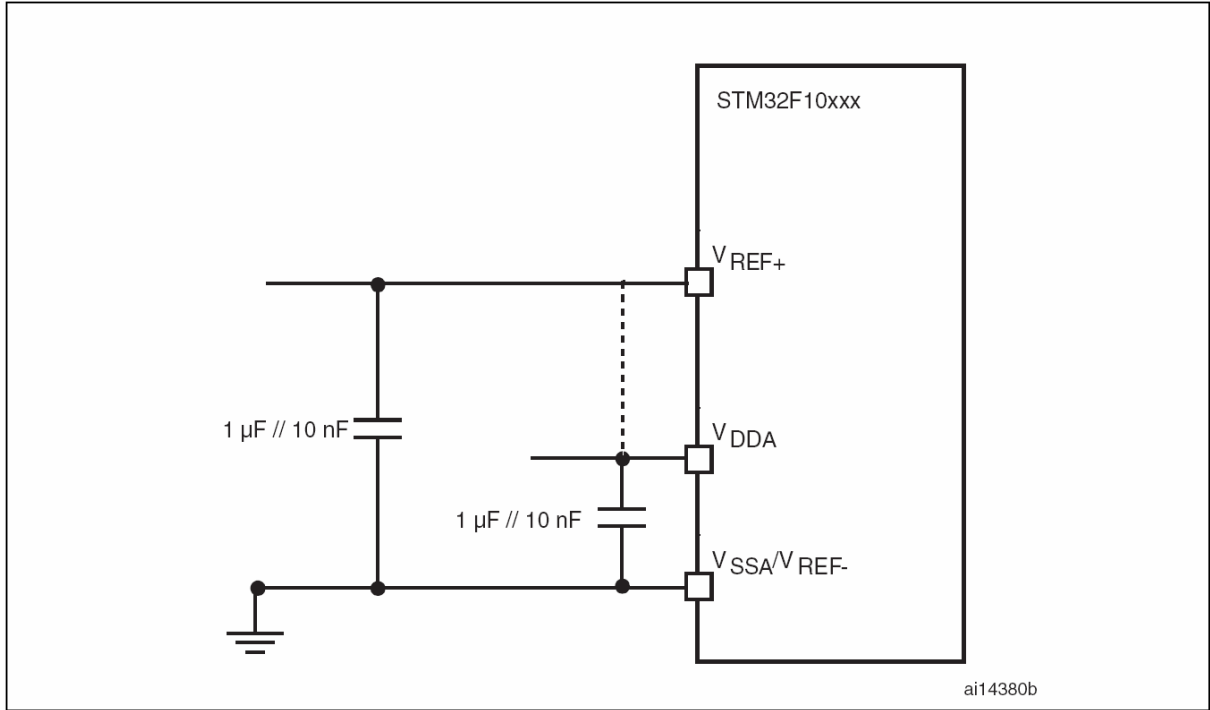 STM32F10xxx
VREF+
1 µF // 10 nF
VDDA
1 µF // 10 nF
VSSA/VREF-
ai14380b